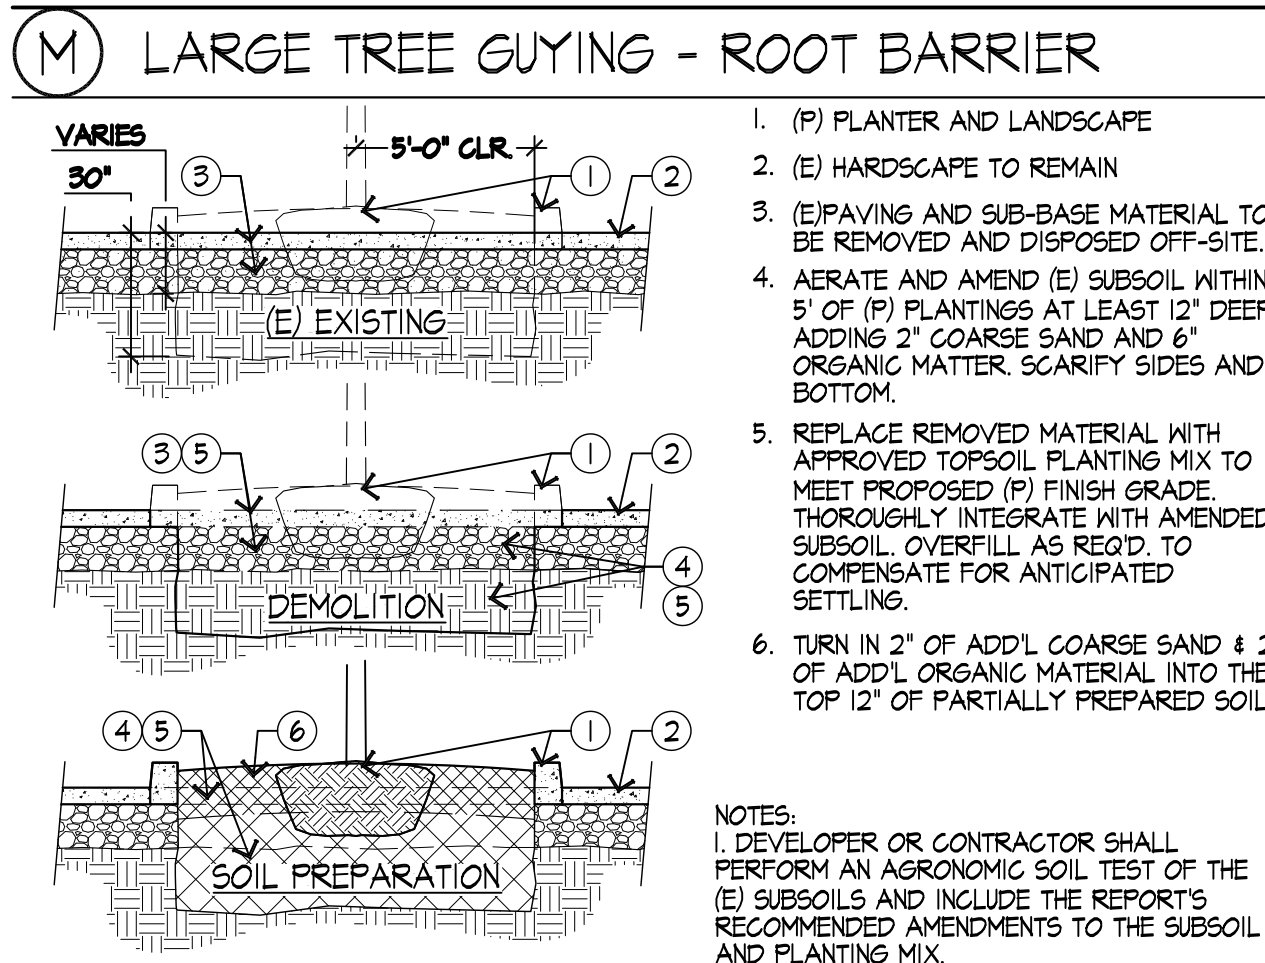 M LARGE TREE GUYING - ROOT BARRIER
VARIES
30"
5'-0" CLR.
3
1
2
(E) EXISTING
3 5
1
2
4
5
DEMOLITION
4 5
6
1
2
SOIL PREPARATION
1. (P) PLANTER AND LANDSCAPE
2. (E) HARDSCAPE TO REMAIN
3. (E)PAVING AND SUB-BASE MATERIAL TO
BE REMOVED AND DISPOSED OFF-SITE.
4. AERATE AND AMEND (E) SUBSOIL WITHIN
5' OF (P) PLANTINGS AT LEAST 12" DEEP
ADDING 2" COARSE SAND AND 6"
ORGANIC MATTER. SCARIFY SIDES AND
BOTTOM.
5. REPLACE REMOVED MATERIAL WITH
APPROVED TOPSOIL PLANTING MIX TO
MEET PROPOSED (P) FINISH GRADE.
THOROUGHLY INTEGRATE WITH AMENDED
SUBSOIL. OVERFILL AS REQ'D. TO
COMPENSATE FOR ANTICIPATED
SETTLING.
6. TURN IN 2" OF ADD'L COARSE SAND & 2
OF ADD'L ORGANIC MATERIAL INTO THE
TOP 12" OF PARTIALLY PREPARED SOIL
NOTES:
1. DEVELOPER OR CONTRACTOR SHALL
PERFORM AN AGRONOMIC SOIL TEST OF THE
(E) SUBSOILS AND INCLUDE THE REPORT'S
RECOMMENDED AMENDMENTS TO THE SUBSOIL
AND PLANTING MIX.